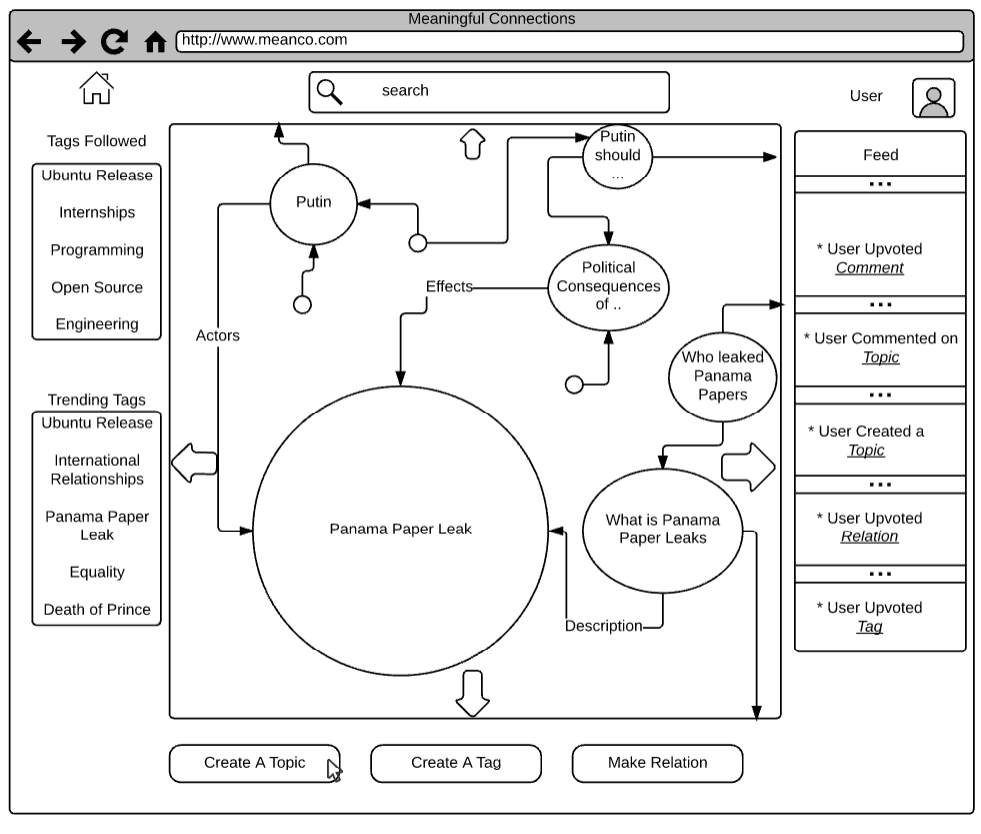 Meaningful Connections
http://www.meanco.com
search
User
Tags Followed
Ubuntu Release
Internships
Programming
Open Source
Engineering
Trending Tags
Ubuntu Release
International
Relationships
Panama Paper
Leak
Equality
Death of Prince
Putin
Putin
should
...
Political
Consequences
of ..
Effects
Actors
Who leaked
Panama
Papers
Panama Paper Leak
What is Panama
Paper Leaks
Description
Feed
...
* User Upvoted
Comment
...
* User Commented on
Topic
...
* User Created a
Topic
...
* User Upvoted
Relation
...
* User Upvoted
Tag
Create A Topic
Create A Tag
Make Relation